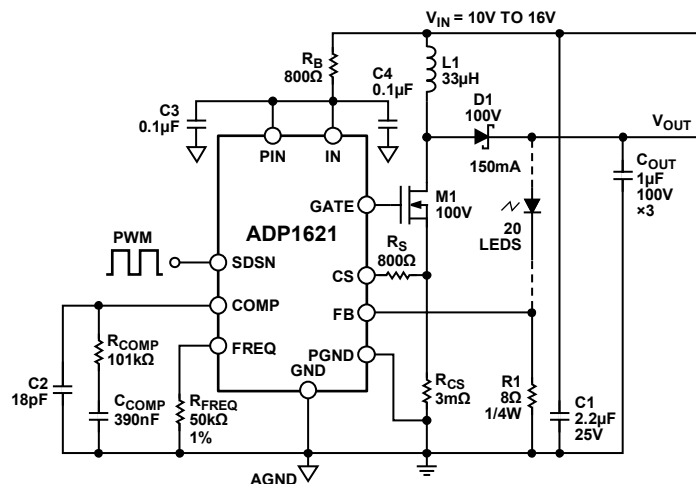 VIN = 10V TO 16V
RB
800Ω
L1
33µH
C4
0.1µF
C3
0.1µF
D1
100V
VOUT
PIN
IN
150mA
COUT
1µF
100V
×3
GATE
M1
100V
ADP1621
20
LEDS
PWM
RS
800Ω
SDSN
CS
COMP
FB
RCOMP
101kΩ
FREQ
PGND
GND
C2
18pF
CCOMP
390nF
RFREQ
50kΩ
1%
RCS
3mΩ
R1
8Ω
1/4W
C1
2.2µF
25V
AGND